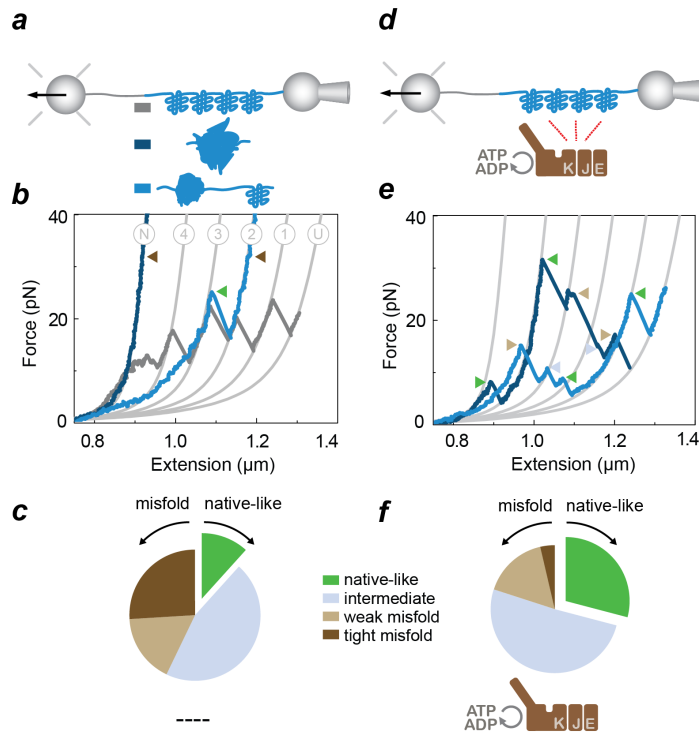 a
b
40
20
0
Force (pN)
N
4
3
2
1
U
0.8
1.0
1.2
1.4
Extension (μm)
c
misfold
native-like
----
native-like
intermediate
weak misfold
tight misfold
d
ATP
ADP
K J E
e
40
20
0
Force (pN)
0.8
1.0
1.2
1.4
Extension (μm)
f
misfold
native-like
ATP
ADP
K J E